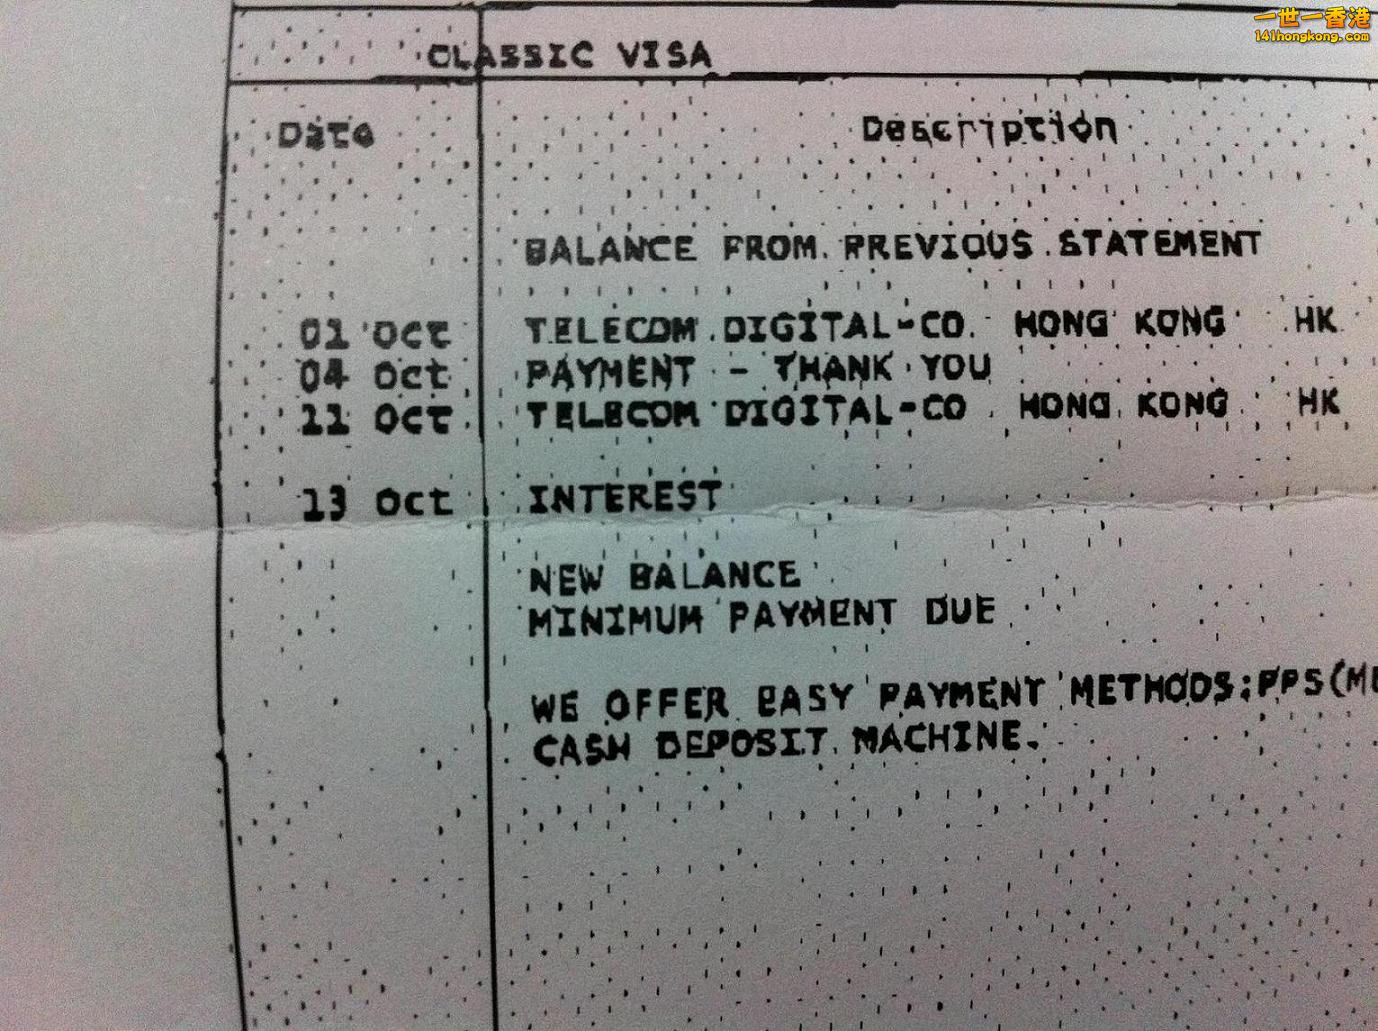 一世一香港
141hongkong.com
CLASSIC VISA
Date Description
BALANCE FROM PREVIOUS STATEMENT
01 Oct TELECOM DIGITAL-CO HONG KONG HK
04 Oct PAYMENT - THANK YOU
11 Oct TELECOM DIGITAL-CO HONG KONG HK
13 Oct INTEREST
NEW BALANCE
MINIMUM PAYMENT DUE
WE OFFER EASY PAYMENT METHODS:PPS(ME
CASH DEPOSIT MACHINE.